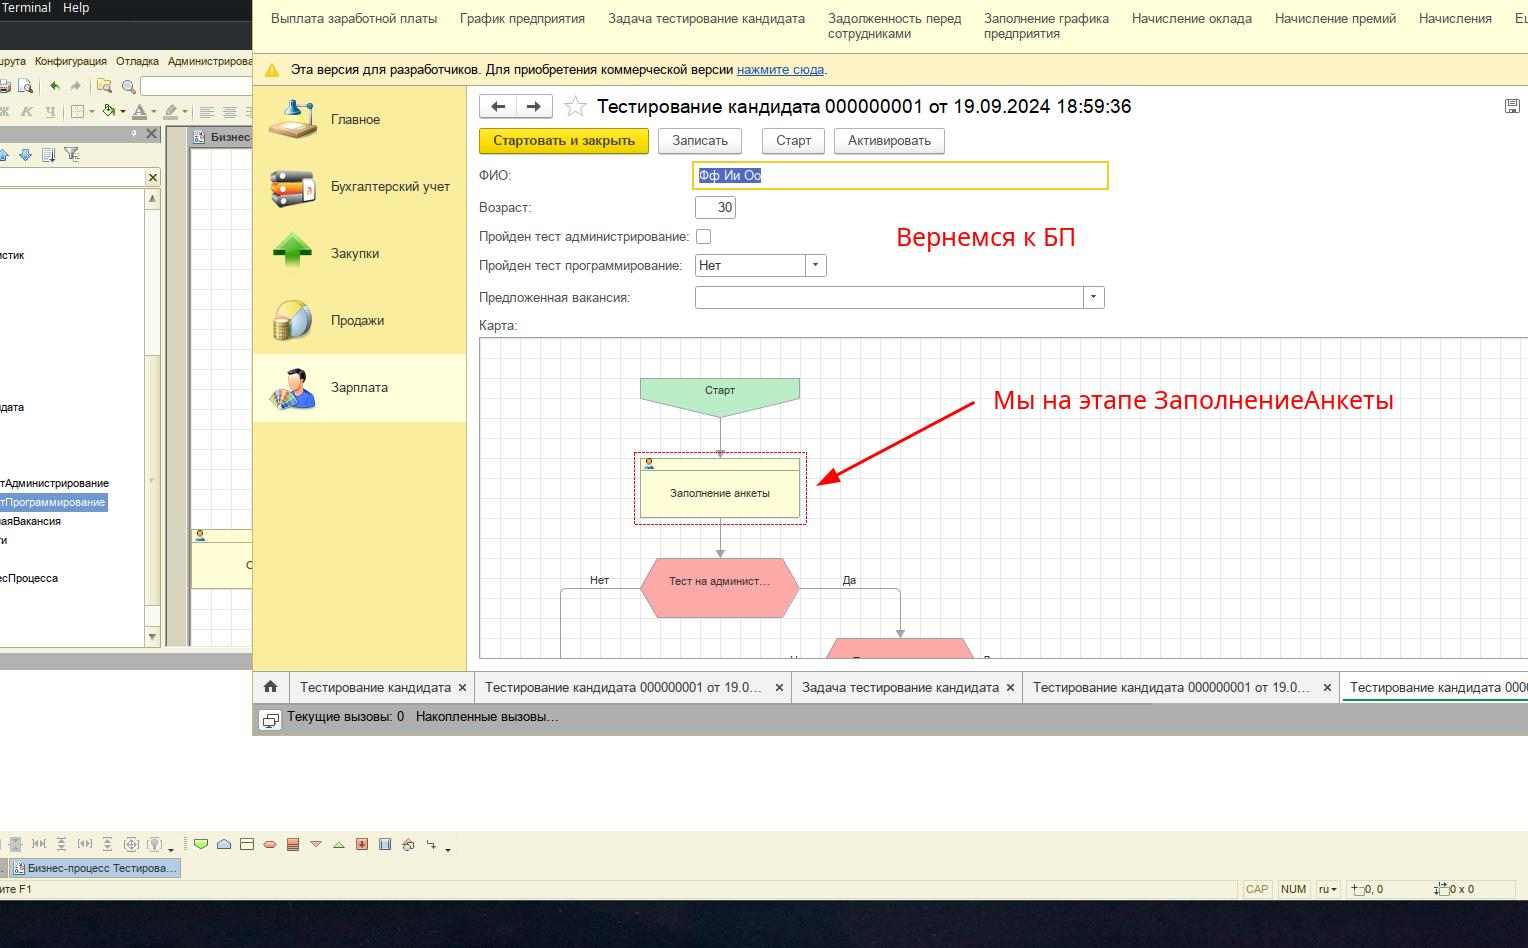 Terminal Help
Выплата заработной платы График предприятия Задача тестирование кандидата Задолженность перед сотрудниками Заполнение графика предприятия Начисление оклада Начисление премий Начисления
Конфигурация Отладка
Эта версия для разработчиков. Для приобретения коммерческой версии нажмите сюда.
Тестирование кандидата 000000001 от 19.09.2024 18:59:36
Стартовать и закрыть Записать Старт Активировать
Главное
Бухгалтерский учет
Закупки
Продажи
Зарплата
ФИО: Фф Ии Оо
Возраст: 30
Пройден тест администрирование:
Вернемся к БП
Пройден тест программирование: Нет
Предложенная вакансия:
Карта:
Старт
Мы на этапе ЗаполнениеАнкеты
Заполнение анкеты
Нет Тест на админист... Да
Ж К Ч
Бизнес-
истик
дата
тАдминистрирование
тПрограммирование
аяВакансия
ти
есПроцесса
Тестирование кандидата × Тестирование кандидата 000000001 от 19.0... × Задача тестирование кандидата × Тестирование кандидата 000000001 от 19.0... × Тестирование кандидата 000
Текущие вызовы: 0 Накопленные вызовы...
Бизнес-процесс Тестирова...
ите F1
CAP NUM ru 0, 0 0 x 0